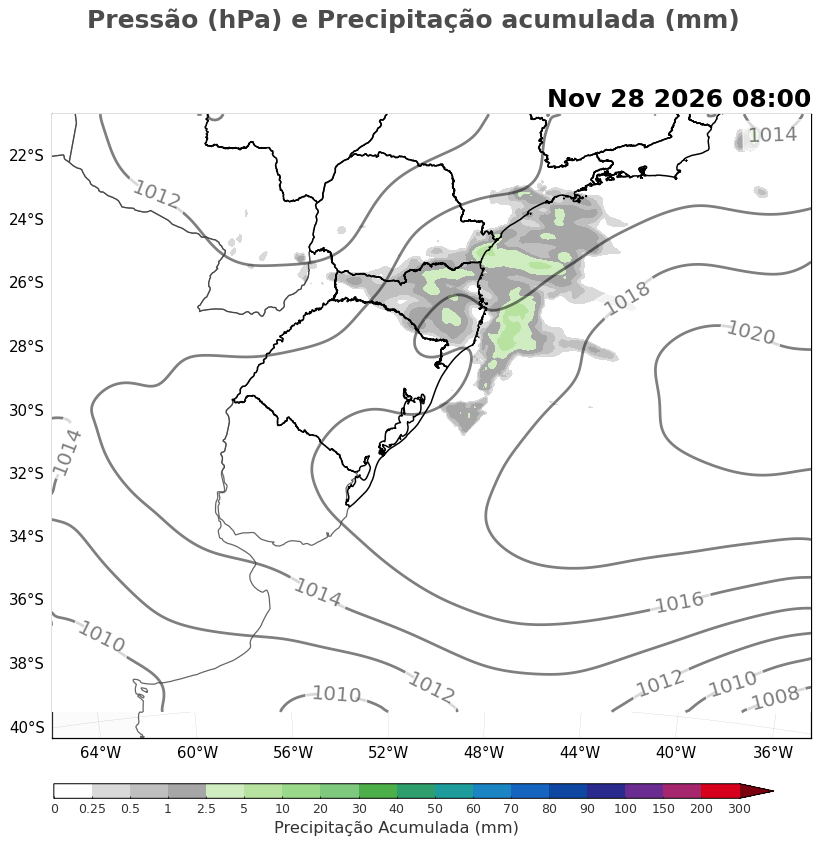 Pressão (hPa) e Precipitação acumulada (mm)
Nov 28 2026 08:00
1014
22°S
1012
24°S
26°S
1018
28°S
1020
30°S
1014
32°S
34°S
1014
1016
36°S
1010
38°S
1012
1010
1012
1010
1008
40°S
64°W 60°W 56°W 52°W 48°W 44°W 40°W 36°W
0 0.25 0.5 1 2.5 5 10 20 30 40 50 60 70 80 90 100 150 200 300
Precipitação Acumulada (mm)